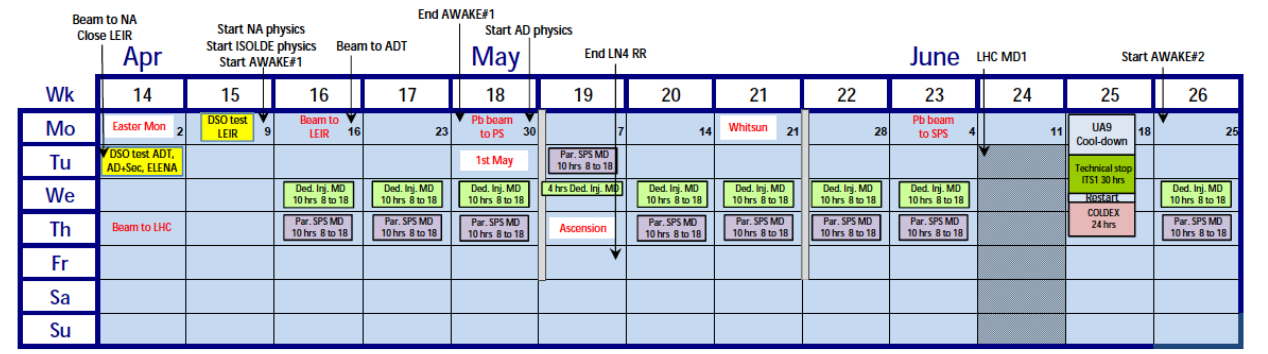 Beam to NA
Close LEIR
Apr
Start NA physics
Start ISOLDE physics
Start AWAKE#1
Beam to ADT
End AWAKE#1
May
Start AD physics
End LN4 RR
June
LHC MD1
Start AWAKE#2
Wk 14 15 16 17 18 19 20 21 22 23 24 25 26
Mo
Easter Mon 2
DSO test
LEIR 9
Beam to
LEIR 16
23
Pb beam
to PS 30
7
14
Whitsun 21
28
Pb beam
to SPS 4
11
UA9
Cool-down 18
25
Tu
DSO test ADT,
AD+Sec, ELENA
1st May
Par. SPS MD
10 hrs 8 to 18
Technical stop
ITS1 30 hrs
We
Ded. Inj. MD
10 hrs 8 to 18
Ded. Inj. MD
10 hrs 8 to 18
Ded. Inj. MD
10 hrs 8 to 18
4 hrs Ded. Inj. MD
Ded. Inj. MD
10 hrs 8 to 18
Ded. Inj. MD
10 hrs 8 to 18
Ded. Inj. MD
10 hrs 8 to 18
Ded. Inj. MD
10 hrs 8 to 18
Restart
Ded. Inj. MD
10 hrs 8 to 18
Th
Beam to LHC
Par. SPS MD
10 hrs 8 to 18
Par. SPS MD
10 hrs 8 to 18
Par. SPS MD
10 hrs 8 to 18
Ascension
Par. SPS MD
10 hrs 8 to 18
Par. SPS MD
10 hrs 8 to 18
Par. SPS MD
10 hrs 8 to 18
Par. SPS MD
10 hrs 8 to 18
COLDEX
24 hrs
Par. SPS MD
10 hrs 8 to 18
Fr
Sa
Su